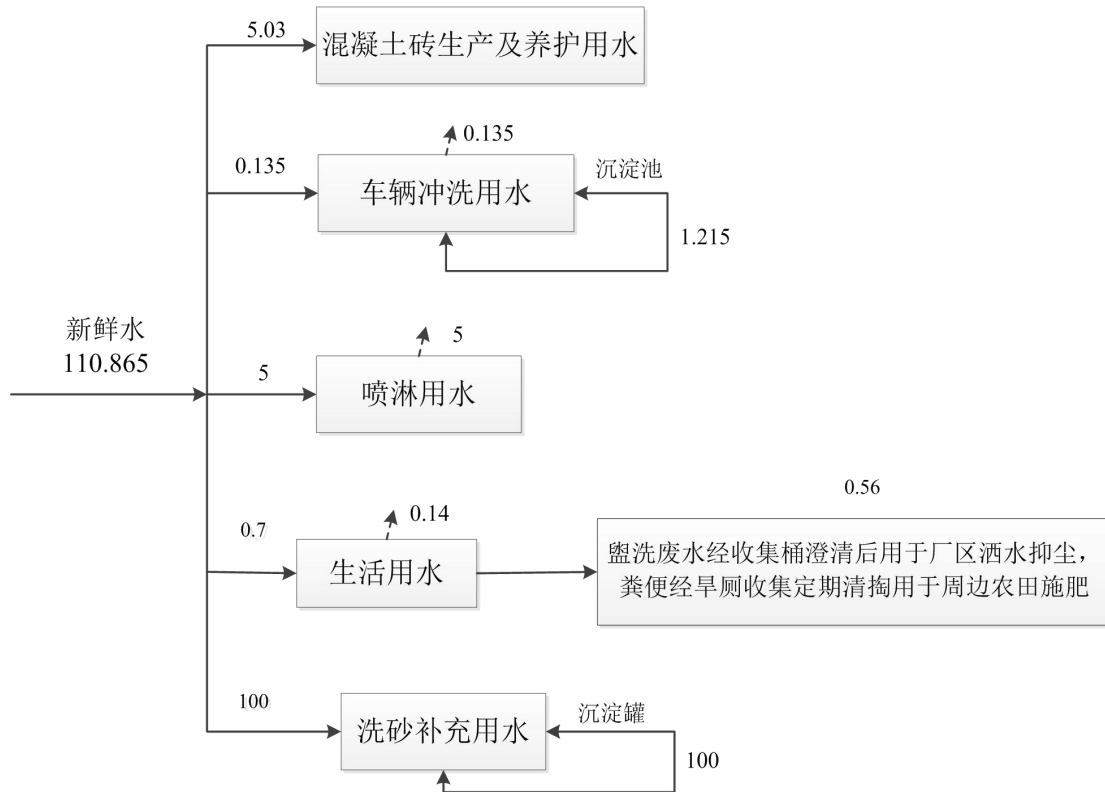 5.03
混凝土砖生产及养护用水
0.135
0.135
车辆冲洗用水
沉淀池
1.215
新鲜水
110.865
5
5
喷淋用水
0.56
0.7
0.14
生活用水
盥洗废水经收集桶澄清后用于厂区洒水抑尘，
粪便经旱厕收集定期清掏用于周边农田施肥
100
洗砂补充用水
沉淀罐
100